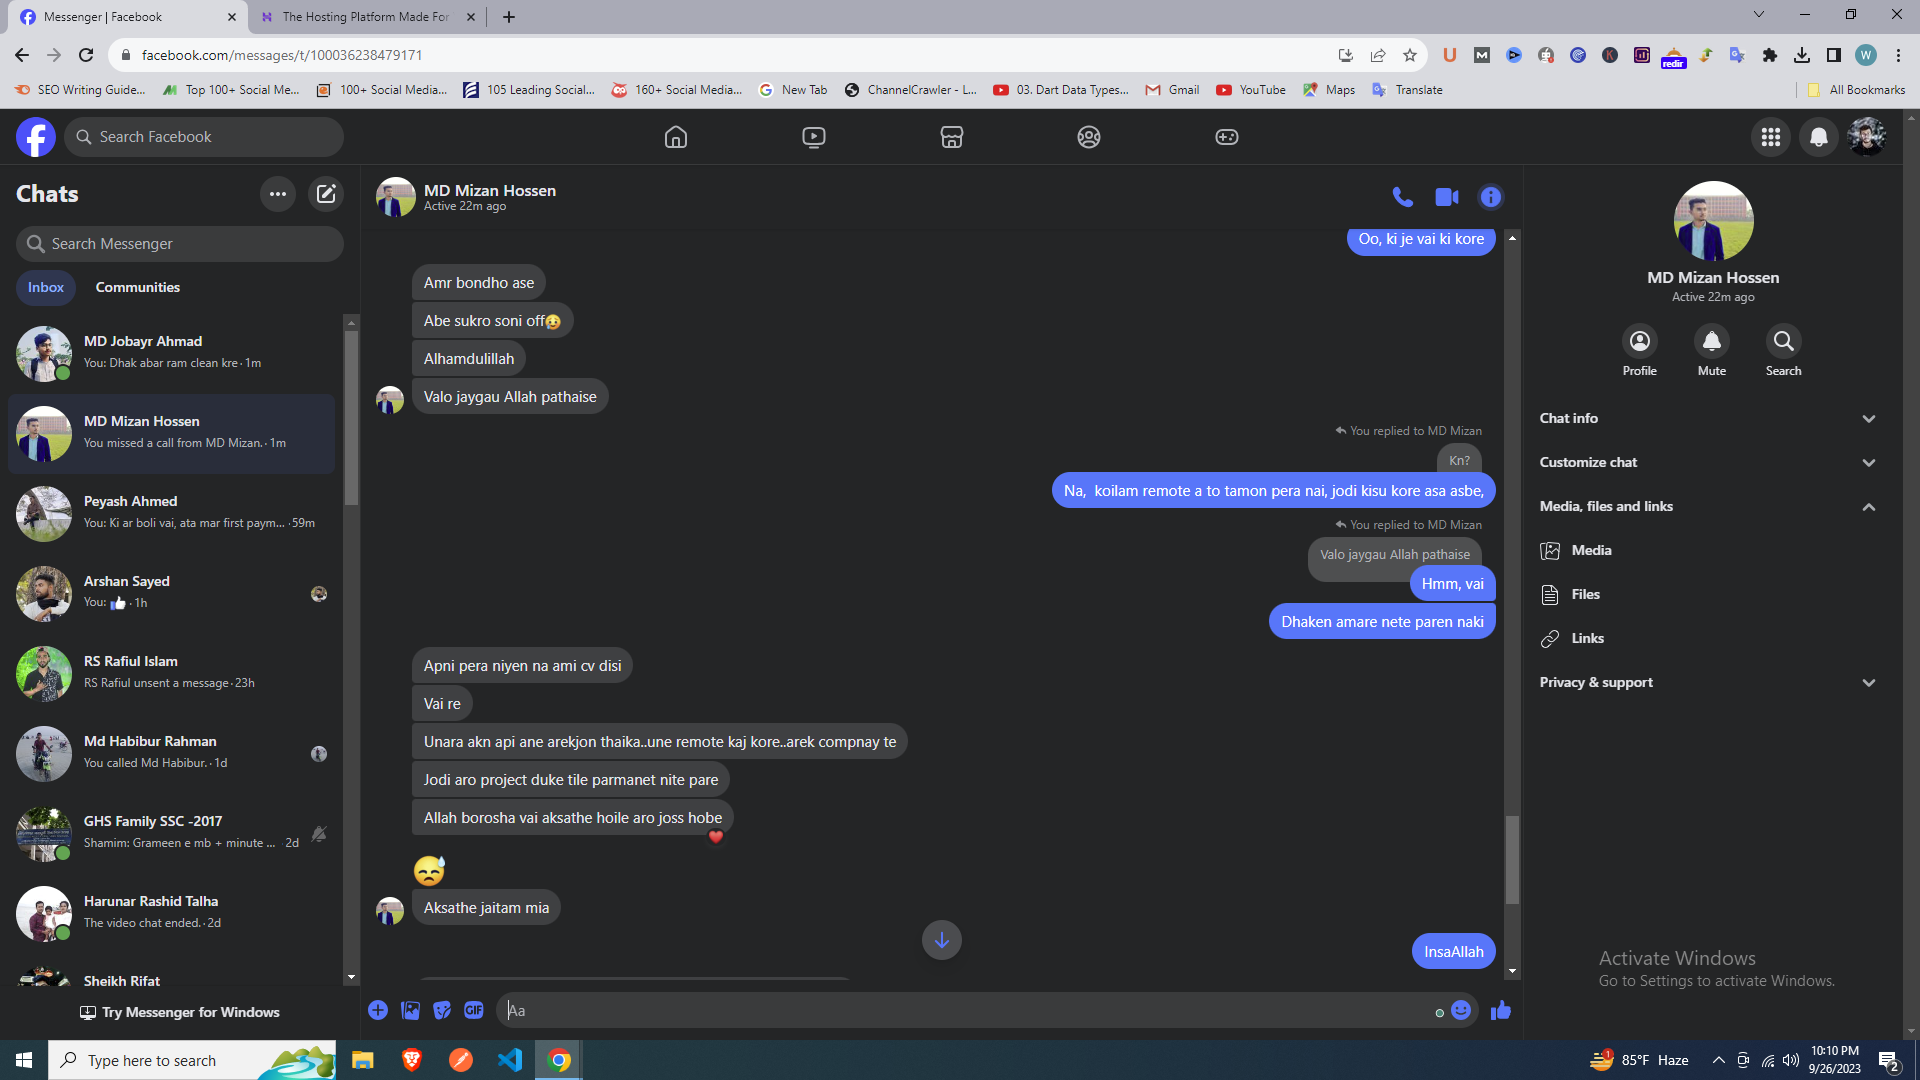 Messenger | Facebook
The Hosting Platform Made For
facebook.com/messages/t/100036238479171
redir
W
SEO Writing Guide...
Top 100+ Social Me...
100+ Social Media...
105 Leading Social...
160+ Social Media...
New Tab
ChannelCrawler - L...
03. Dart Data Types...
Gmail
YouTube
Maps
Translate
All Bookmarks
Search Facebook
Chats
Search Messenger
Inbox
Communities
MD Jobayr Ahmad
You: Dhak abar ram clean kre · 1m
MD Mizan Hossen
You missed a call from MD Mizan. · 1m
Peyash Ahmed
You: Ki ar boli vai, ata mar first paym... · 59m
Arshan Sayed
You: 👍 · 1h
RS Rafiul Islam
RS Rafiul unsent a message · 23h
Md Habibur Rahman
You called Md Habibur. · 1d
GHS Family SSC -2017
Shamim: Grameen e mb + minute ... · 2d
Harunar Rashid Talha
The video chat ended. · 2d
Sheikh Rifat
Try Messenger for Windows
MD Mizan Hossen
Active 22m ago
Oo, ki je vai ki kore
Amr bondho ase
Abe sukro soni off😥
Alhamdulillah
Valo jaygau Allah pathaise
You replied to MD Mizan
Kn?
Na,  koilam remote a to tamon pera nai, jodi kisu kore asa asbe,
You replied to MD Mizan
Valo jaygau Allah pathaise
Hmm, vai
Dhaken amare nete paren naki
Apni pera niyen na ami cv disi
Vai re
Unara akn api ane arekjon thaika..une remote kaj kore..arek compnay te
Jodi aro project duke tile parmanet nite pare
Allah borosha vai aksathe hoile aro joss hobe
❤️
😓
Aksathe jaitam mia
InsaAllah
GIF
Aa
MD Mizan Hossen
Active 22m ago
Profile
Mute
Search
Chat info
Customize chat
Media, files and links
Media
Files
Links
Privacy & support
Activate Windows
Go to Settings to activate Windows.
Type here to search
1
85°F Haze
10:10 PM
9/26/2023
2